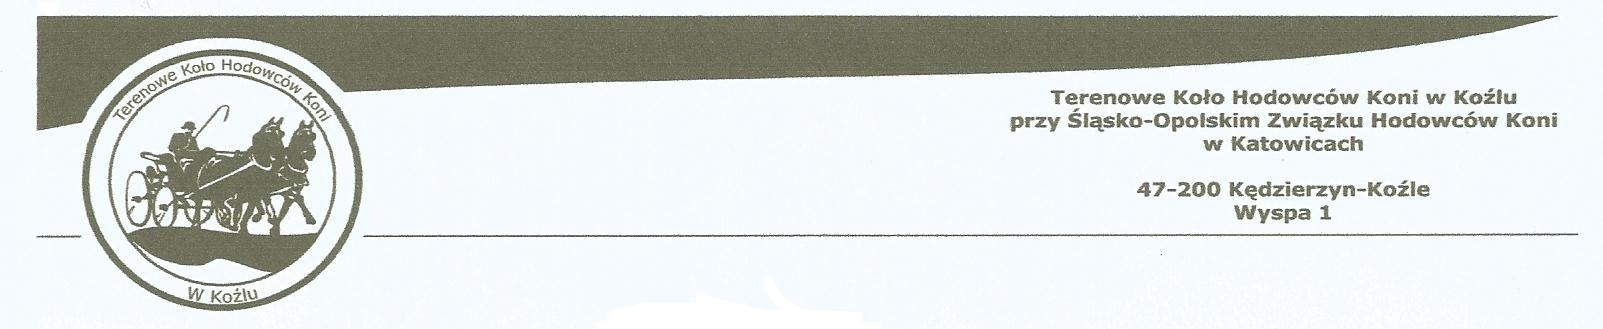 Terenowe Koło Hodowców Koni
W Koźlu
Terenowe Koło Hodowców Koni w Koźlu
przy Śląsko-Opolskim Związku Hodowców Koni
w Katowicach
47-200 Kędzierzyn-Koźle
Wyspa 1